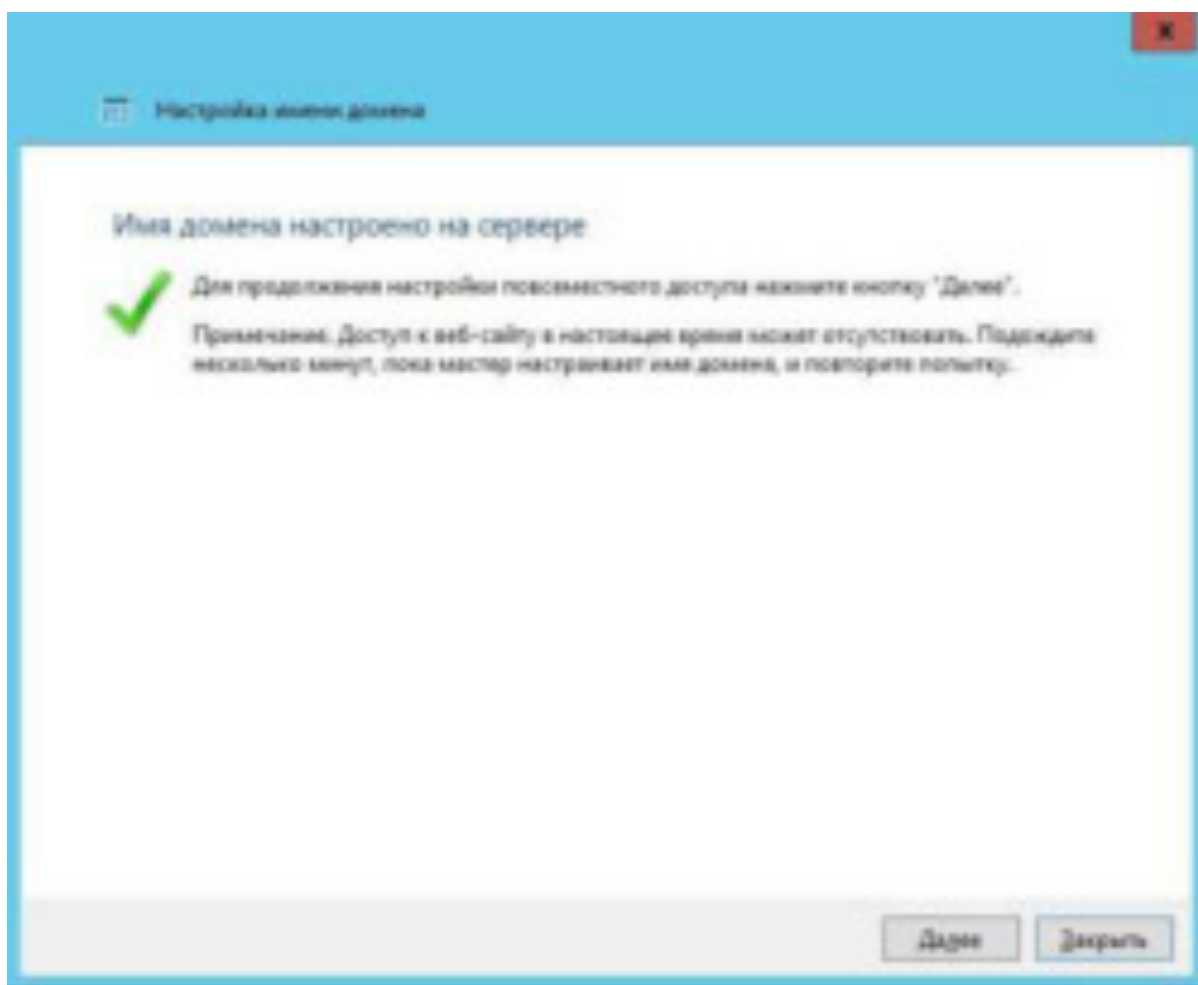 Настройка имени домена
Имя домена настроено на сервере
Для продолжения настройки повсеместного доступа нажмите кнопку "Далее".
Примечание. Доступ к веб-сайту в настоящее время может отсутствовать. Подождите
несколько минут, пока мастер настраивает имя домена, и повторите попытку.
Далее
Закрыть